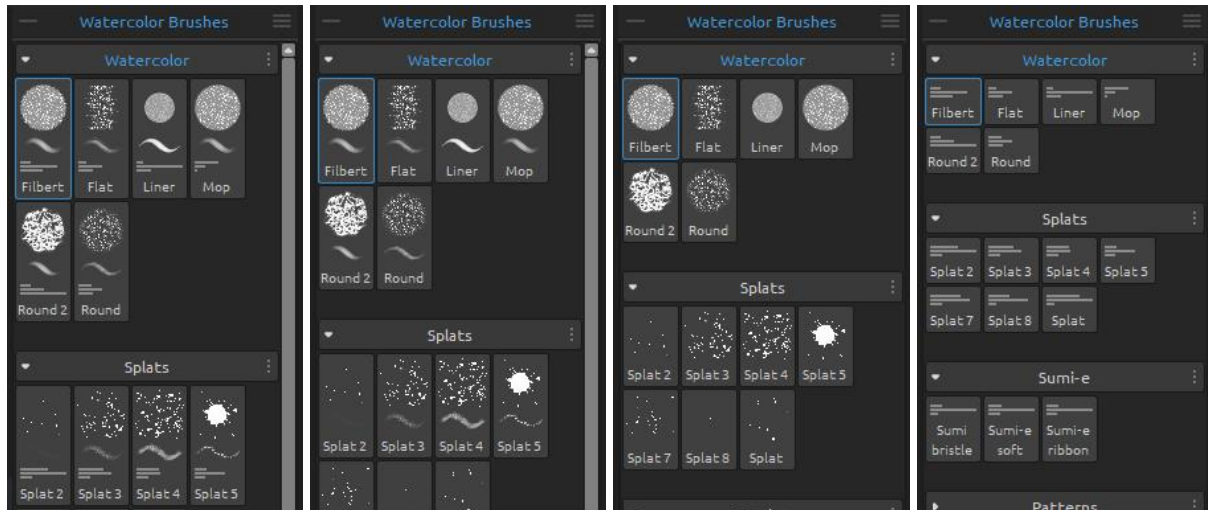 Watercolor Brushes
Watercolor
Filbert Flat Liner Mop
Round 2 Round
Splats
Splat 2 Splat 3 Splat 4 Splat 5
Watercolor Brushes
Watercolor
Filbert Flat Liner Mop
Round 2 Round
Splats
Splat 2 Splat 3 Splat 4 Splat 5
Watercolor Brushes
Watercolor
Filbert Flat Liner Mop
Round 2 Round
Splats
Splat 2 Splat 3 Splat 4 Splat 5
Splat 7 Splat 8 Splat
Watercolor Brushes
Watercolor
Filbert Flat Liner Mop
Round 2 Round
Splats
Splat 2 Splat 3 Splat 4 Splat 5
Splat 7 Splat 8 Splat
Sumi-e
Sumi Sumi-e Sumi-e
bristle soft ribbon
Patterns